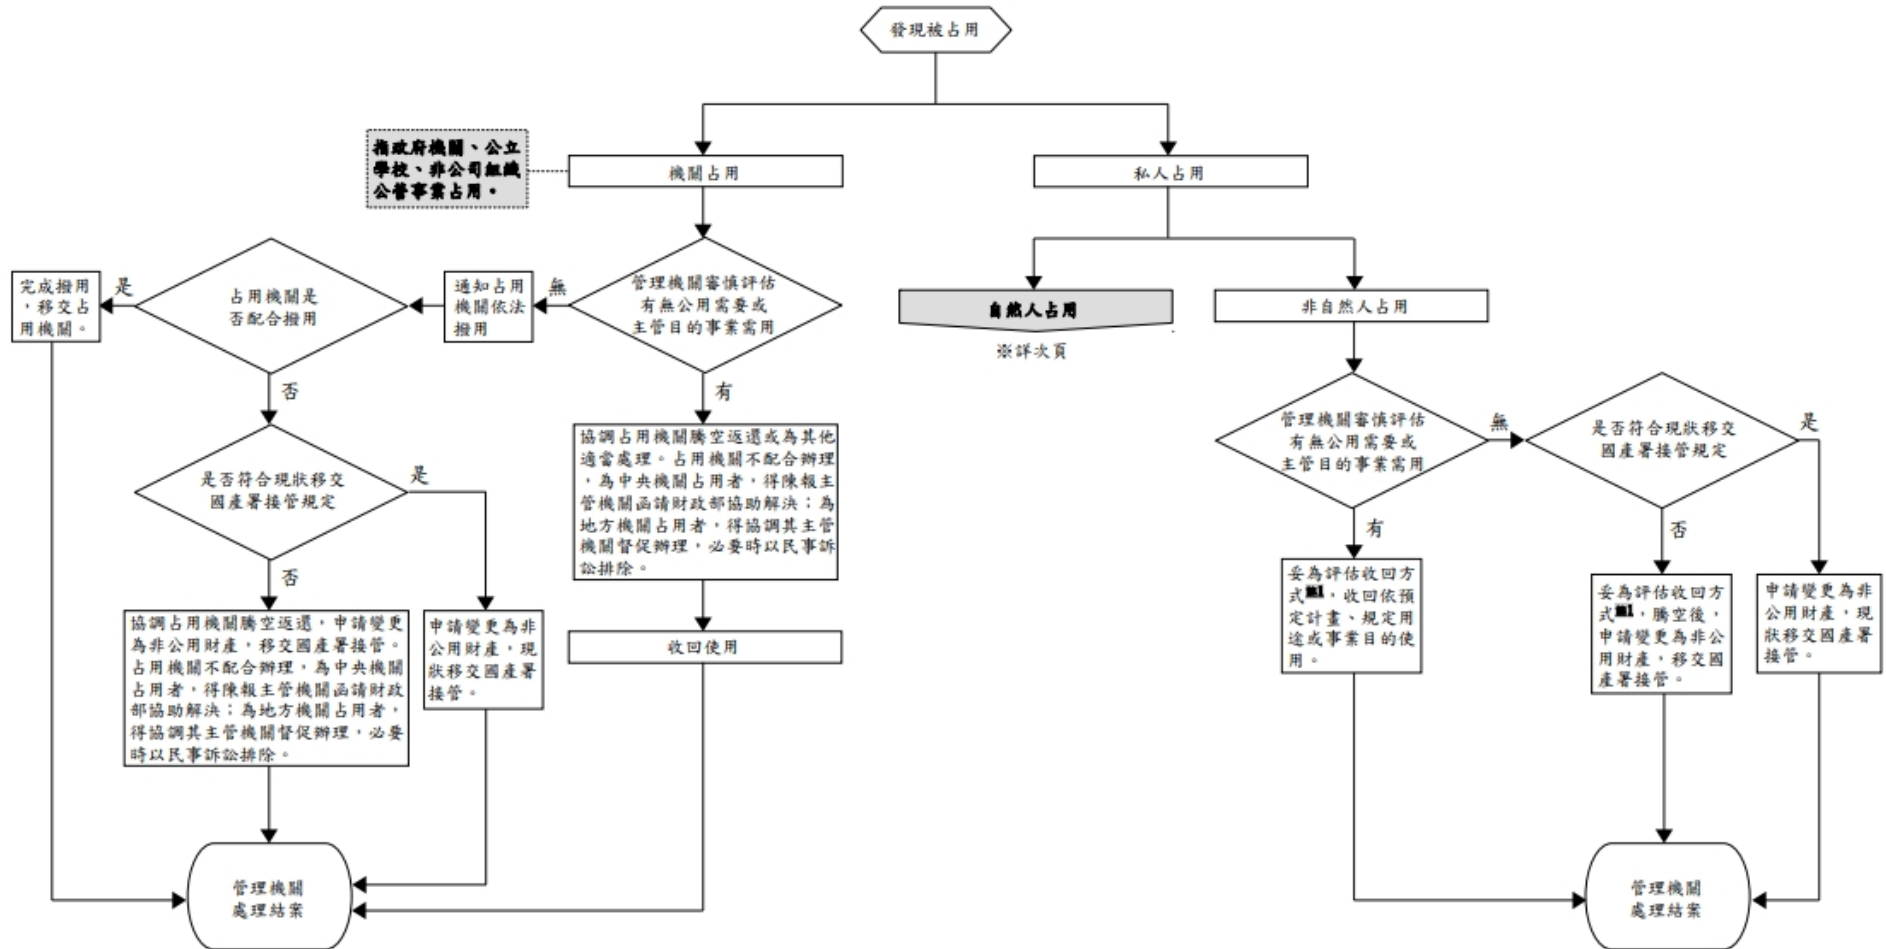 發現被占用
指政府機關、公立
學校、非公司組織
公營事業占用。
機關占用
私人占用
管理機關審慎評估
有無公用需要或
主管目的事業需用
無
通知占用
機關依法
撥用
占用機關是
否配合撥用
是
完成撥用
，移交占
用機關。
否
是否符合現狀移交
國產署接管規定
是
否
協調占用機關騰空返還，申請變更
為非公用財產，移交國產署接管。
占用機關不配合辦理，為中央機關
占用者，得陳報主管機關函請財政
部協助解決；為地方機關占用者，
得協調其主管機關督促辦理，必要
時以民事訴訟排除。
申請變更為非
公用財產，現
狀移交國產署
接管。
有
協調占用機關騰空返還或為其他
適當處理。占用機關不配合辦理
，為中央機關占用者，得陳報主
管機關函請財政部協助解決；為
地方機關占用者，得協調其主管
機關督促辦理，必要時以民事訴
訟排除。
收回使用
管理機關
處理結案
自然人占用
※詳次頁
非自然人占用
管理機關審慎評估
有無公用需要或
主管目的事業需用
無
是否符合現狀移交
國產署接管規定
是
有
妥為評估收回方
式註1，收回依預
定計畫、規定用
途或事業目的使
用。
否
妥為評估收回方
式註1，騰空後，
申請變更為非公
用財產，移交國
產署接管。
申請變更為非
公用財產，現
狀移交國產署
接管。
管理機關
處理結案